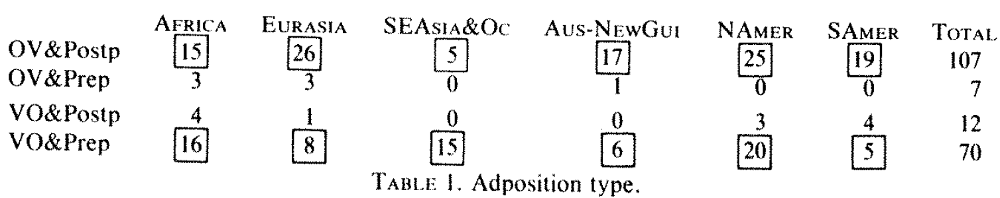 AFRICA EURASIA SEASIA&OC AUS-NEWGUI NAMER SAMER TOTAL
OV&Postp 15 26 5 17 25 19 107
OV&Prep 3 3 0 1 0 0 7
VO&Postp 4 1 0 0 3 4 12
VO&Prep 16 8 15 6 20 5 70
TABLE 1. Adposition type.